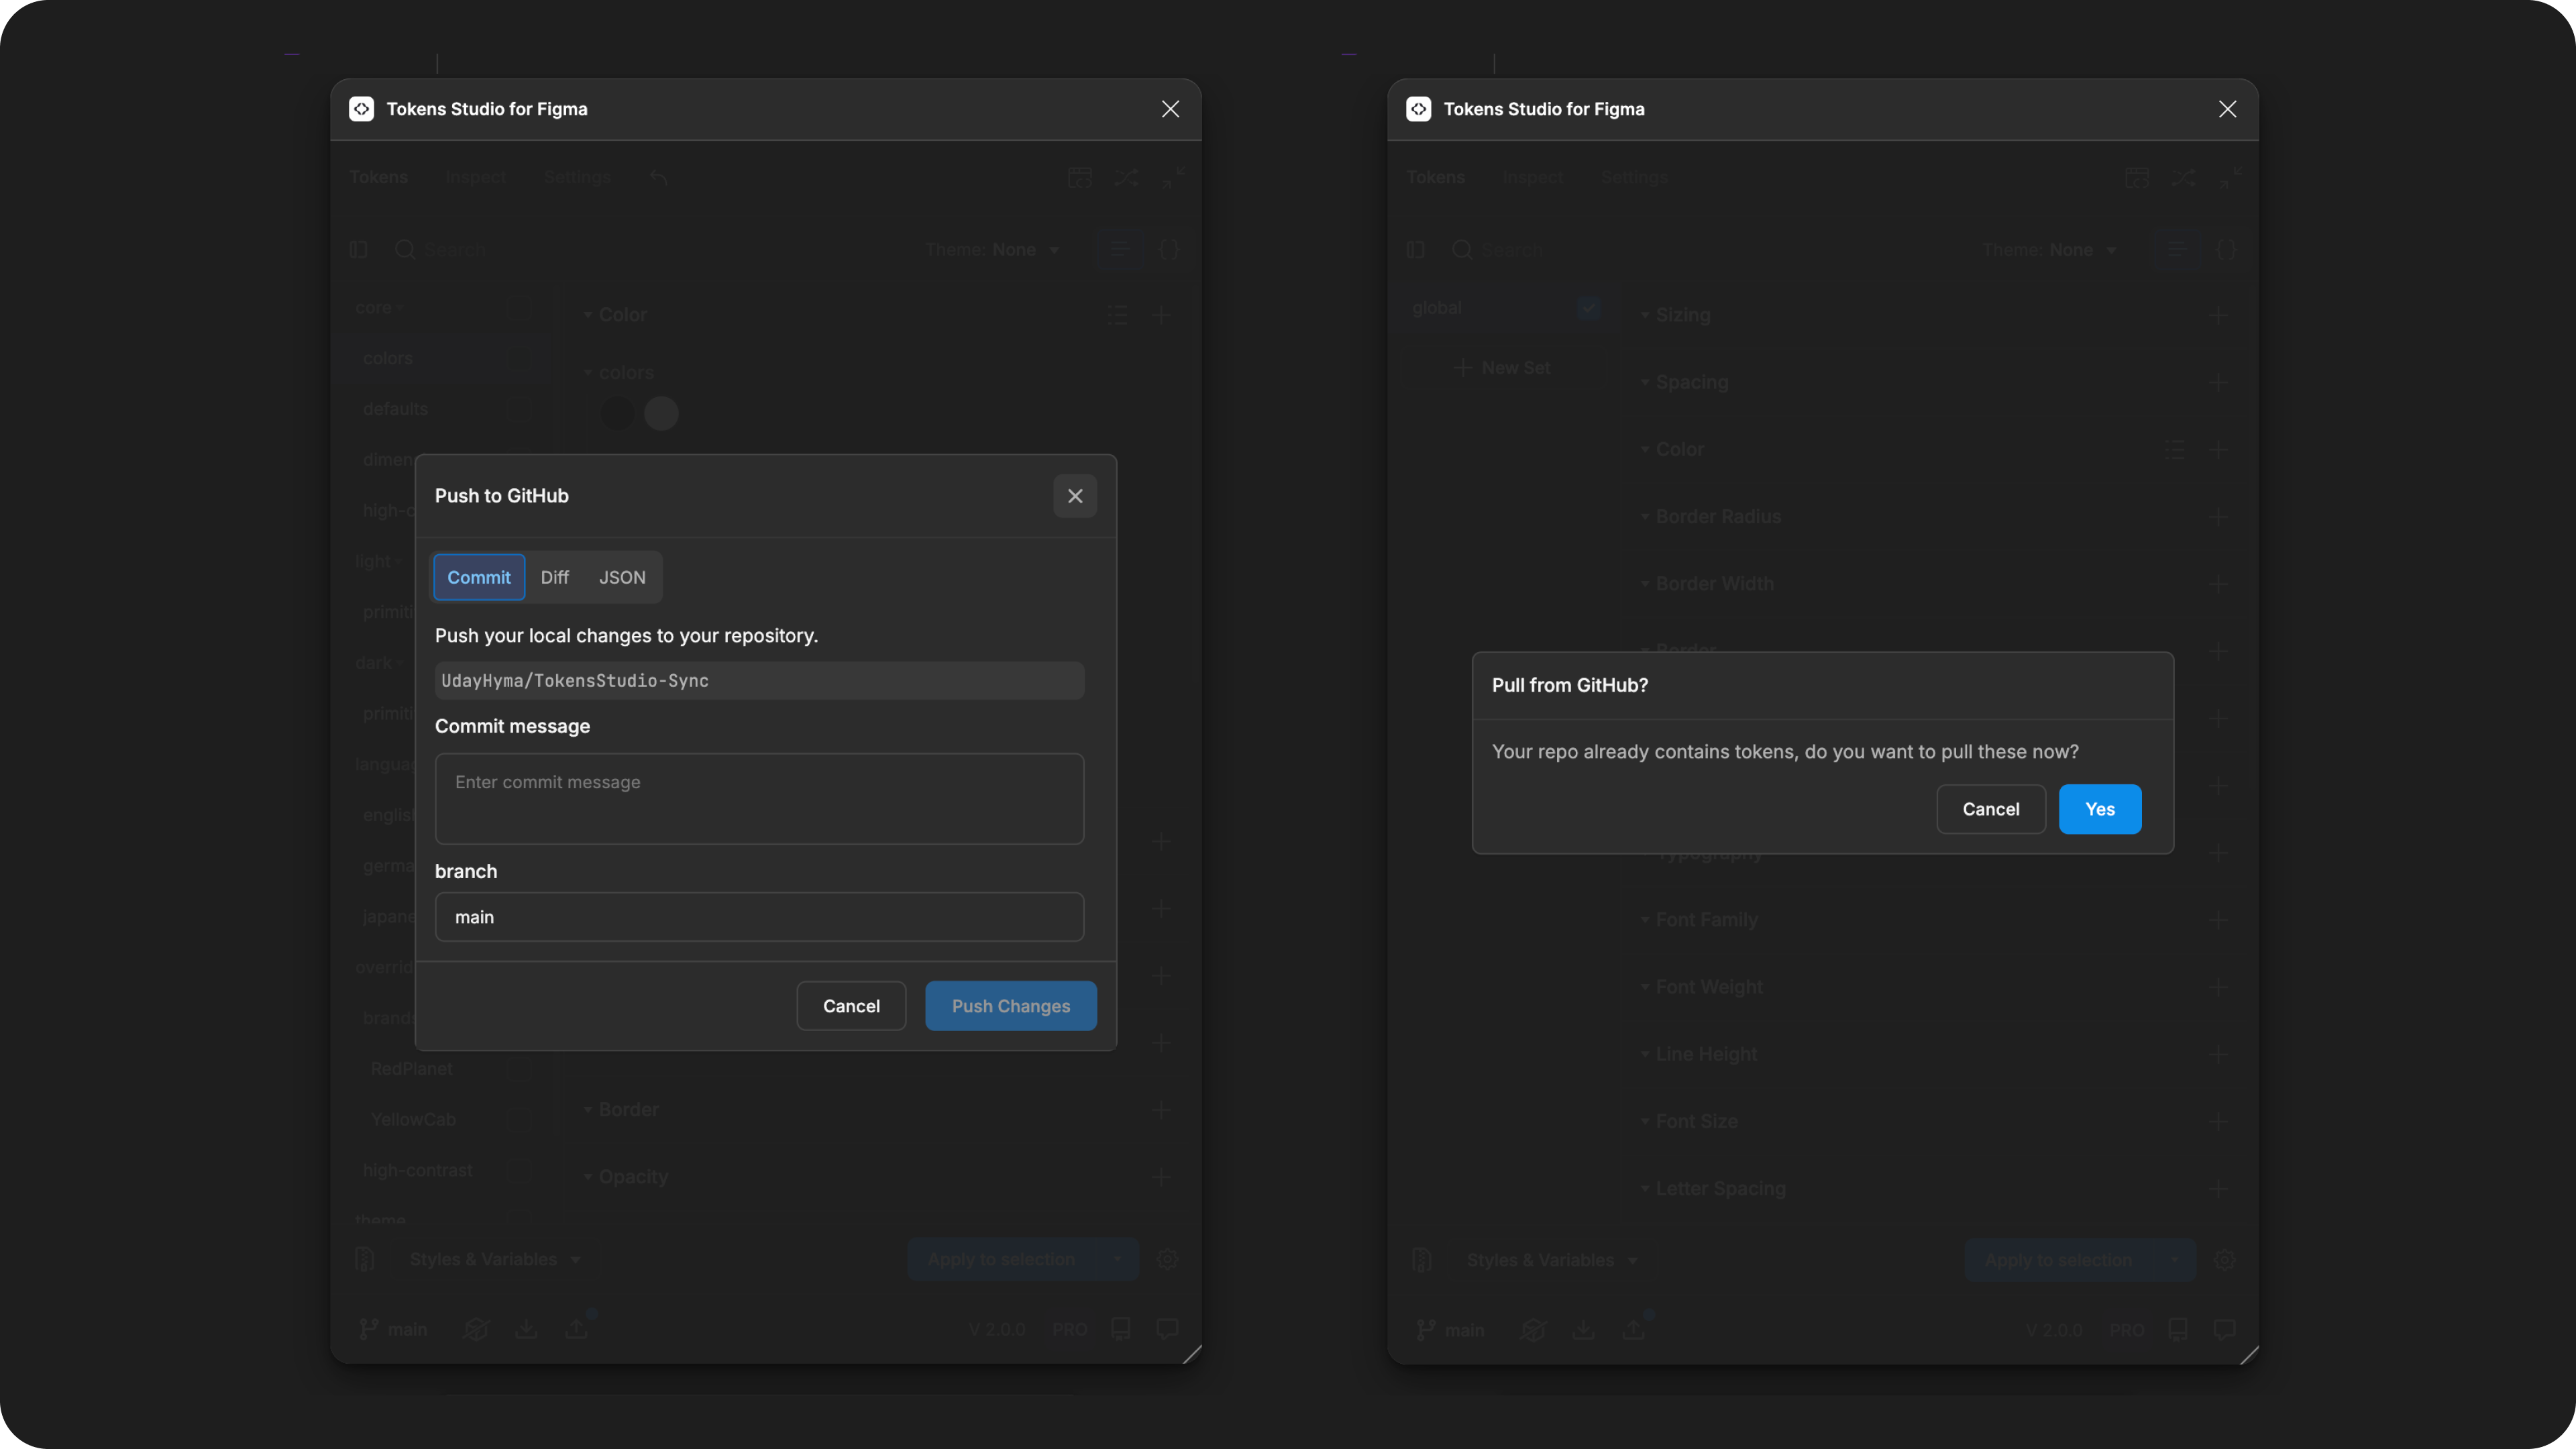 Tokens Studio for Figma
Tokens Inspect Settings
Search Theme: None
core
colors
defaults
dimen
high-c
light
primiti
dark
primiti
langua
english
germa
japane
overrid
brand
RedPlanet
YellowCab
high-contrast
theme
Color
colors
Push to GitHub
Commit Diff JSON
Push your local changes to your repository.
UdayHyma/TokensStudio-Sync
Commit message
Enter commit message
branch
main
Cancel Push Changes
Border
Opacity
Styles & Variables Apply to selection
main V 2.0.0 PRO
Tokens Studio for Figma
Tokens Inspect Settings
Search Theme: None
global
New Set
Sizing
Spacing
Color
Border Radius
Border Width
Border
Pull from GitHub?
Your repo already contains tokens, do you want to pull these now?
Cancel Yes
Typography
Font Family
Font Weight
Line Height
Font Size
Letter Spacing
Styles & Variables Apply to selection
main V 2.0.0 PRO